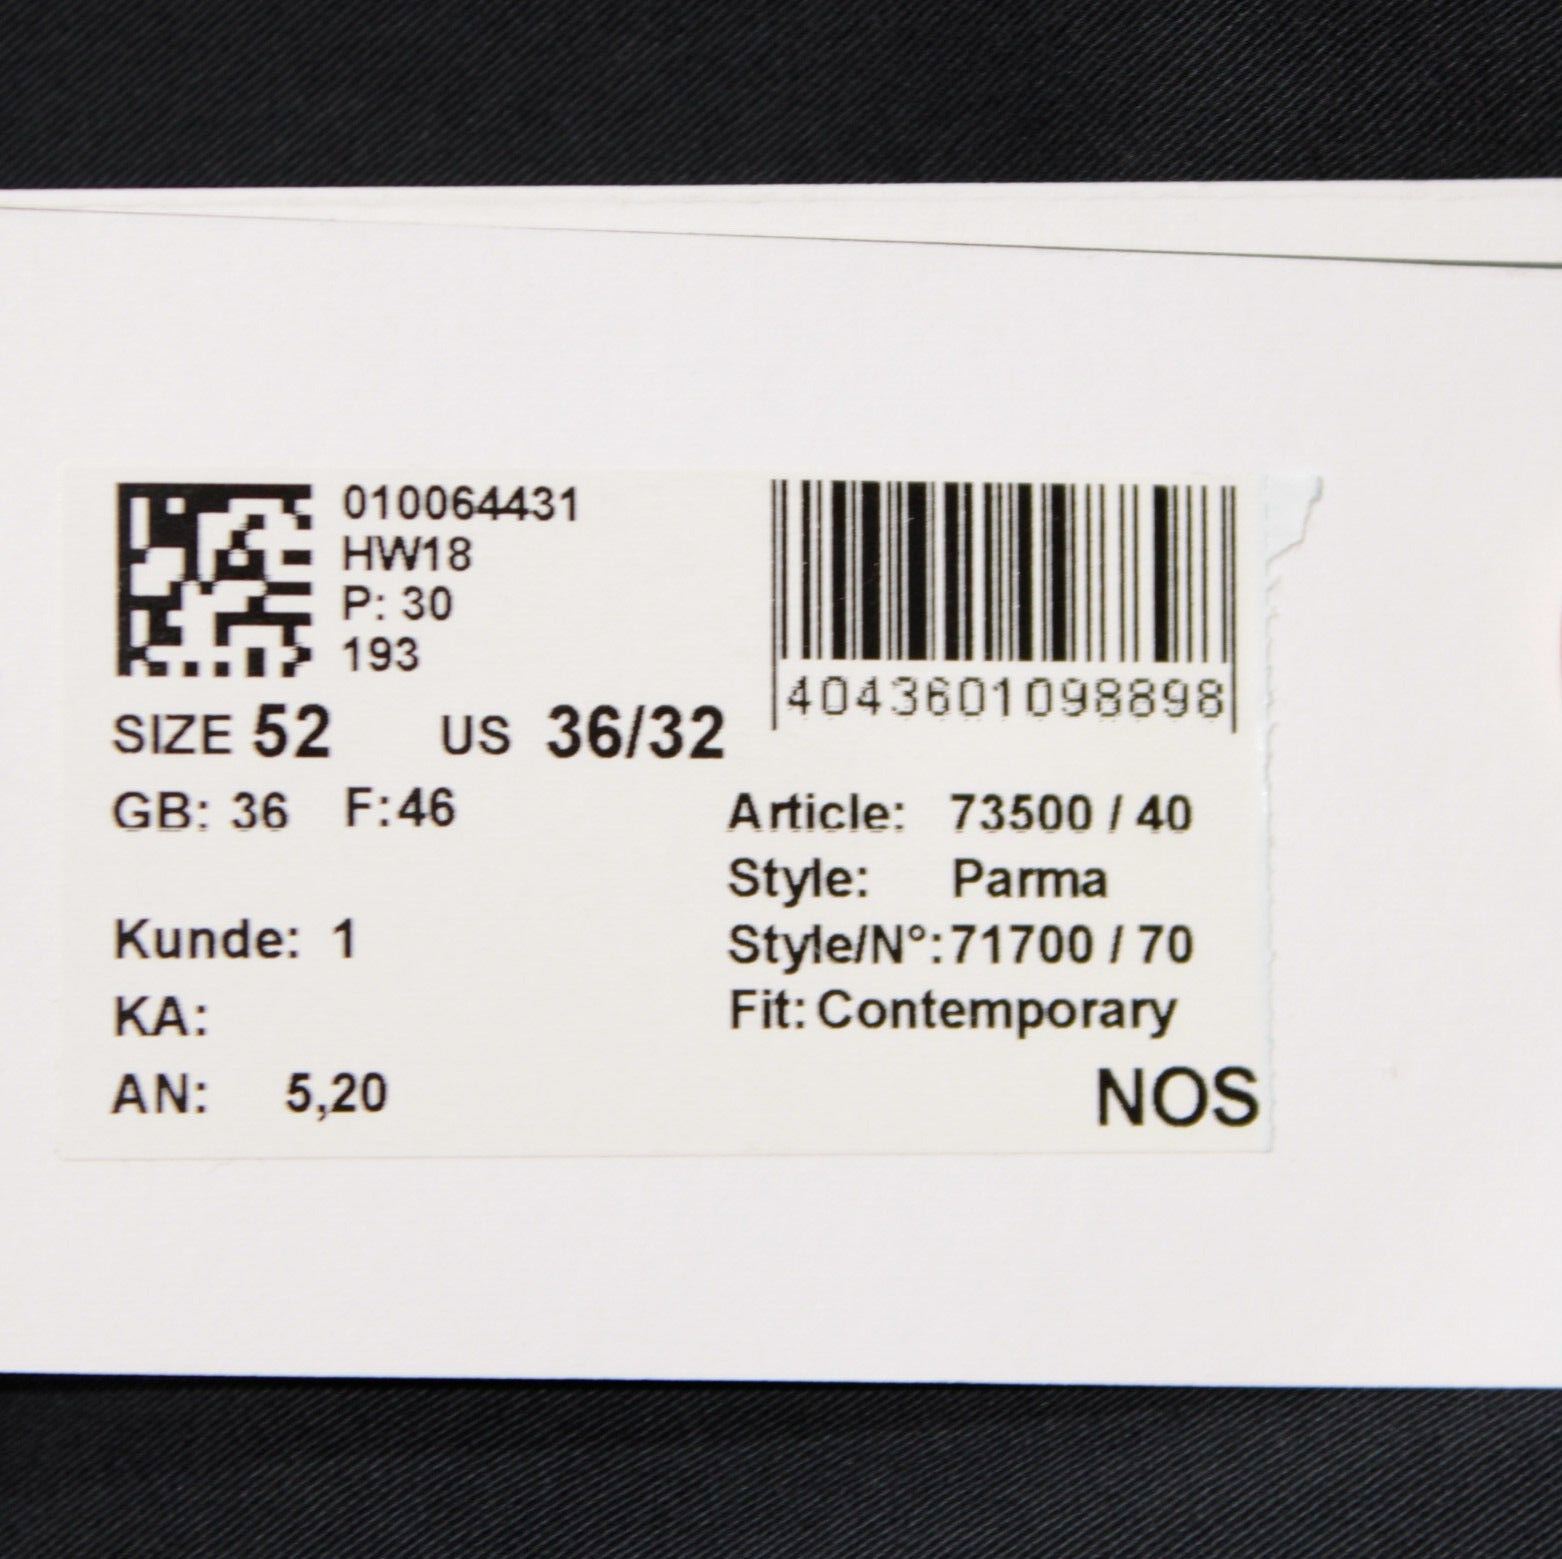 010064431
HW18
P: 30
193
4043601098898
SIZE 52 US 36/32
GB: 36 F:46
Article: 73500 / 40
Style: Parma
Kunde: 1
Style/N°:71700 / 70
KA:
Fit: Contemporary
AN: 5,20
NOS